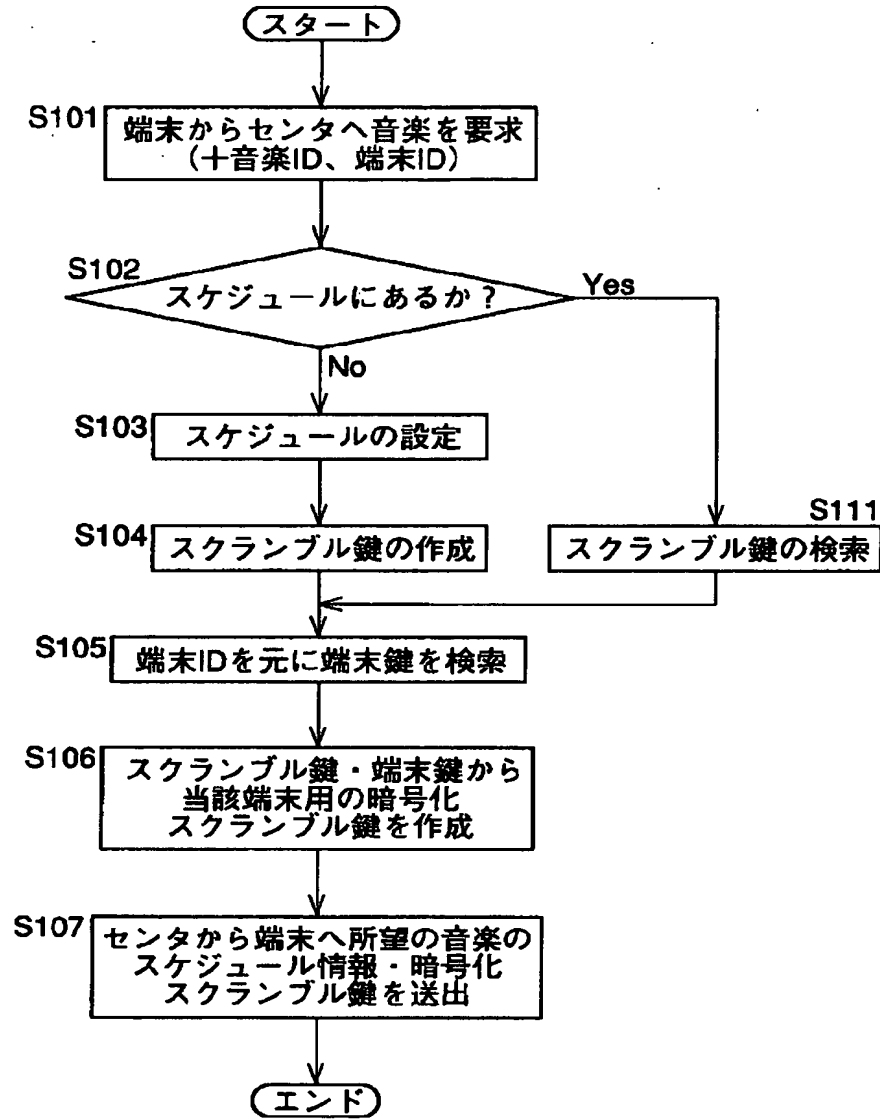 スタート
S101
端末からセンタへ音楽を要求
(十音楽ID、端末ID)
S102
スケジュールにあるか?
Yes
No
S103
スケジュールの設定
S104
スクランブル鍵の作成
S111
スクランブル鍵の検索
S105
端末IDを元に端末鍵を検索
S106
スクランブル鍵・端末鍵から
当該端末用の暗号化
スクランブル鍵を作成
S107
センタから端末へ所望の音楽の
スケジュール情報・暗号化
スクランブル鍵を送出
エンド